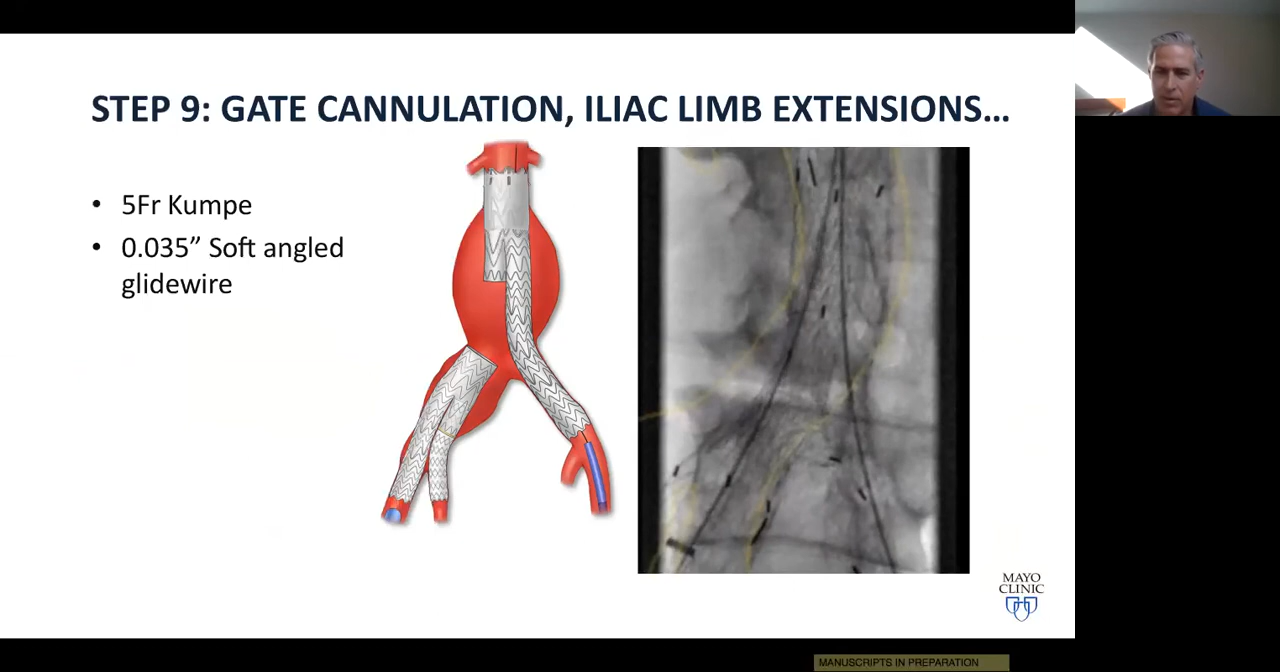 STEP 9: GATE CANNULATION, ILIAC LIMB EXTENSIONS…
• 5Fr Kumpe
• 0.035” Soft angled
glidewire
MAYO
CLINIC
MANUSCRIPTS IN PREPARATION